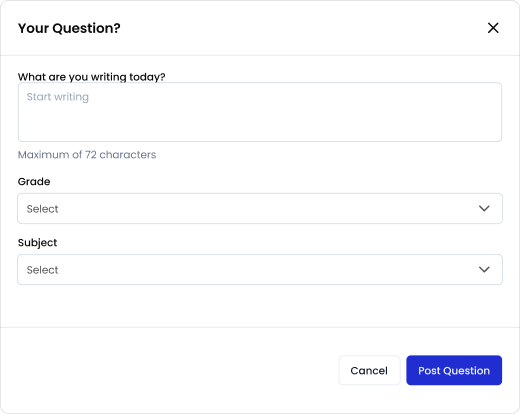 Your Question?
What are you writing today?
Start writing
Maximum of 72 characters
Grade
Select
Subject
Select
Cancel
Post Question